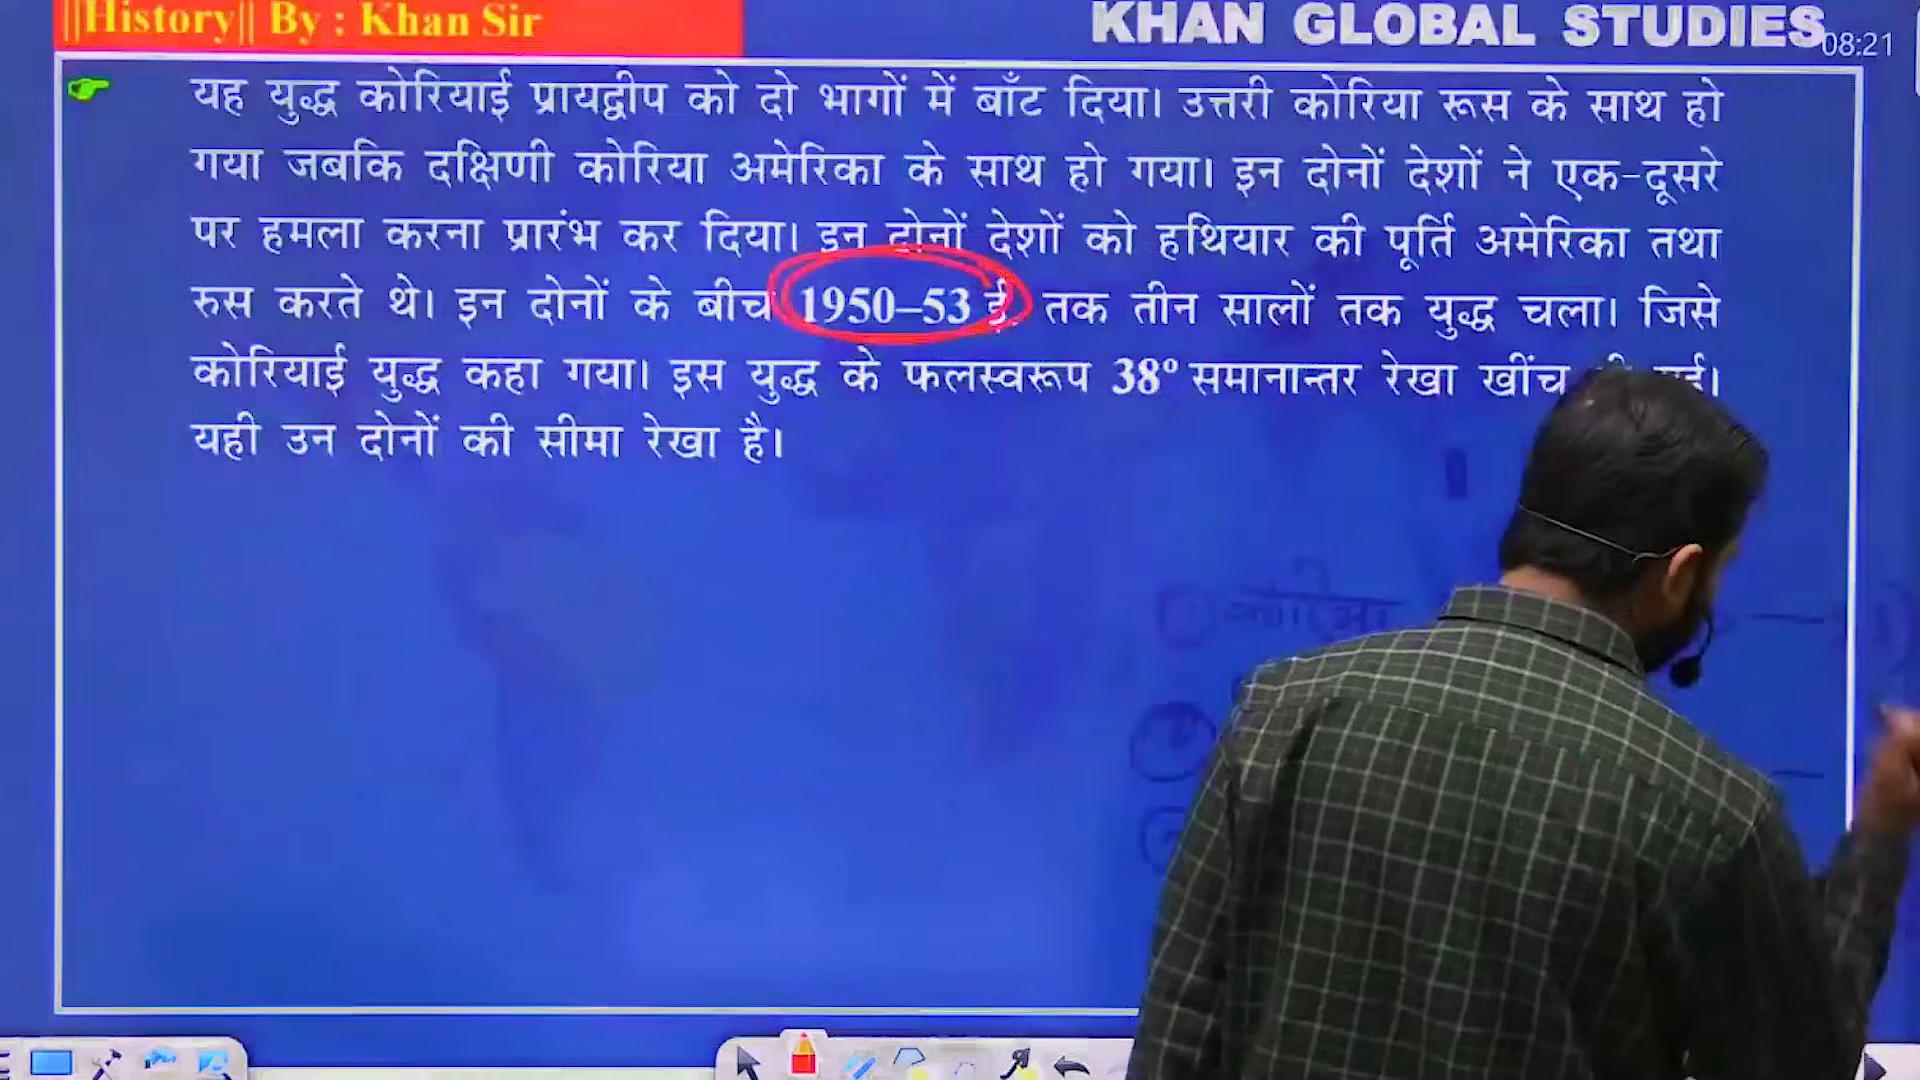 ||History|| By : Khan Sir
KHAN GLOBAL STUDIES
08:21
यह युद्ध कोरियाई प्रायद्वीप को दो भागों में बाँट दिया। उत्तरी कोरिया रूस के साथ हो
गया जबकि दक्षिणी कोरिया अमेरिका के साथ हो गया। इन दोनों देशों ने एक-दूसरे
पर हमला करना प्रारंभ कर दिया। इन दोनों देशों को हथियार की पूर्ति अमेरिका तथा
रुस करते थे। इन दोनों के बीच 1950–53 ई. तक तीन सालों तक युद्ध चला। जिसे
कोरियाई युद्ध कहा गया। इस युद्ध के फलस्वरूप 38° समानान्तर रेखा खींच
यही उन दोनों की सीमा रेखा है।